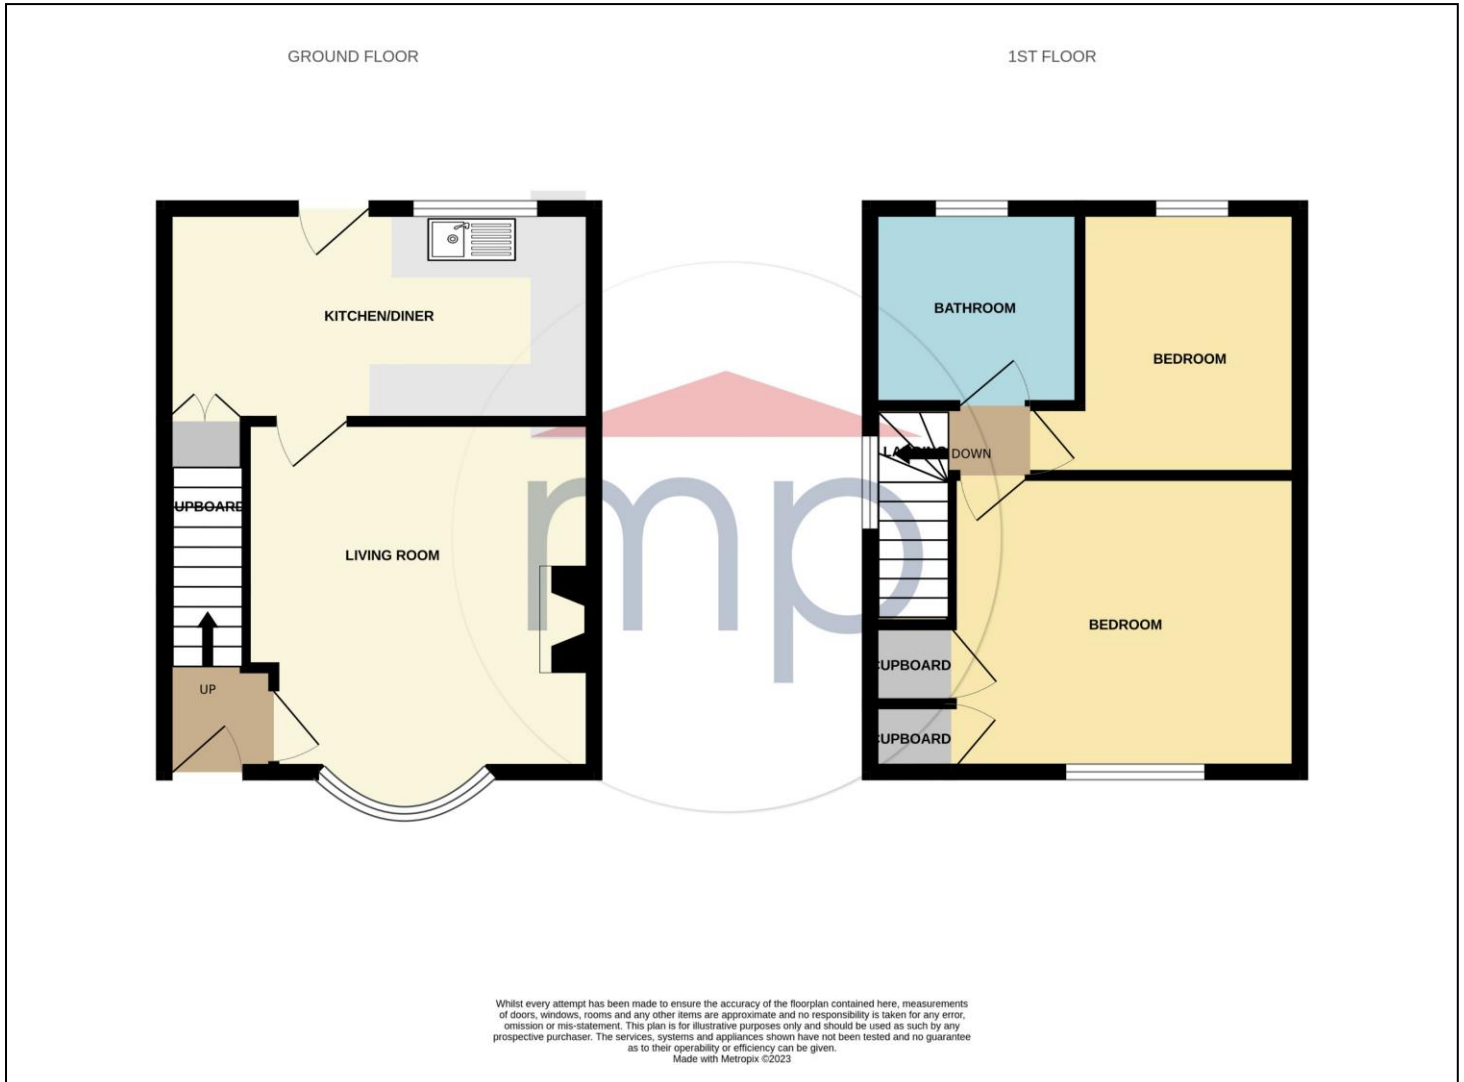 GROUND FLOOR
1ST FLOOR
KITCHEN/DINER
UPBOARD
LIVING ROOM
UP
BATHROOM
BEDROOM
DOWN
BEDROOM
CUPBOARD
CUPBOARD
mp
Whilst every attempt has been made to ensure the accuracy of the floorplan contained here, measurements
of doors, windows, rooms and any other items are approximate and no responsibility is taken for any error,
omission or mis-statement. This plan is for illustrative purposes only and should be used as such by any
prospective purchaser. The services, systems and appliances shown have not been tested and no guarantee
as to their operability or efficiency can be given.
Made with Metropix ©2023